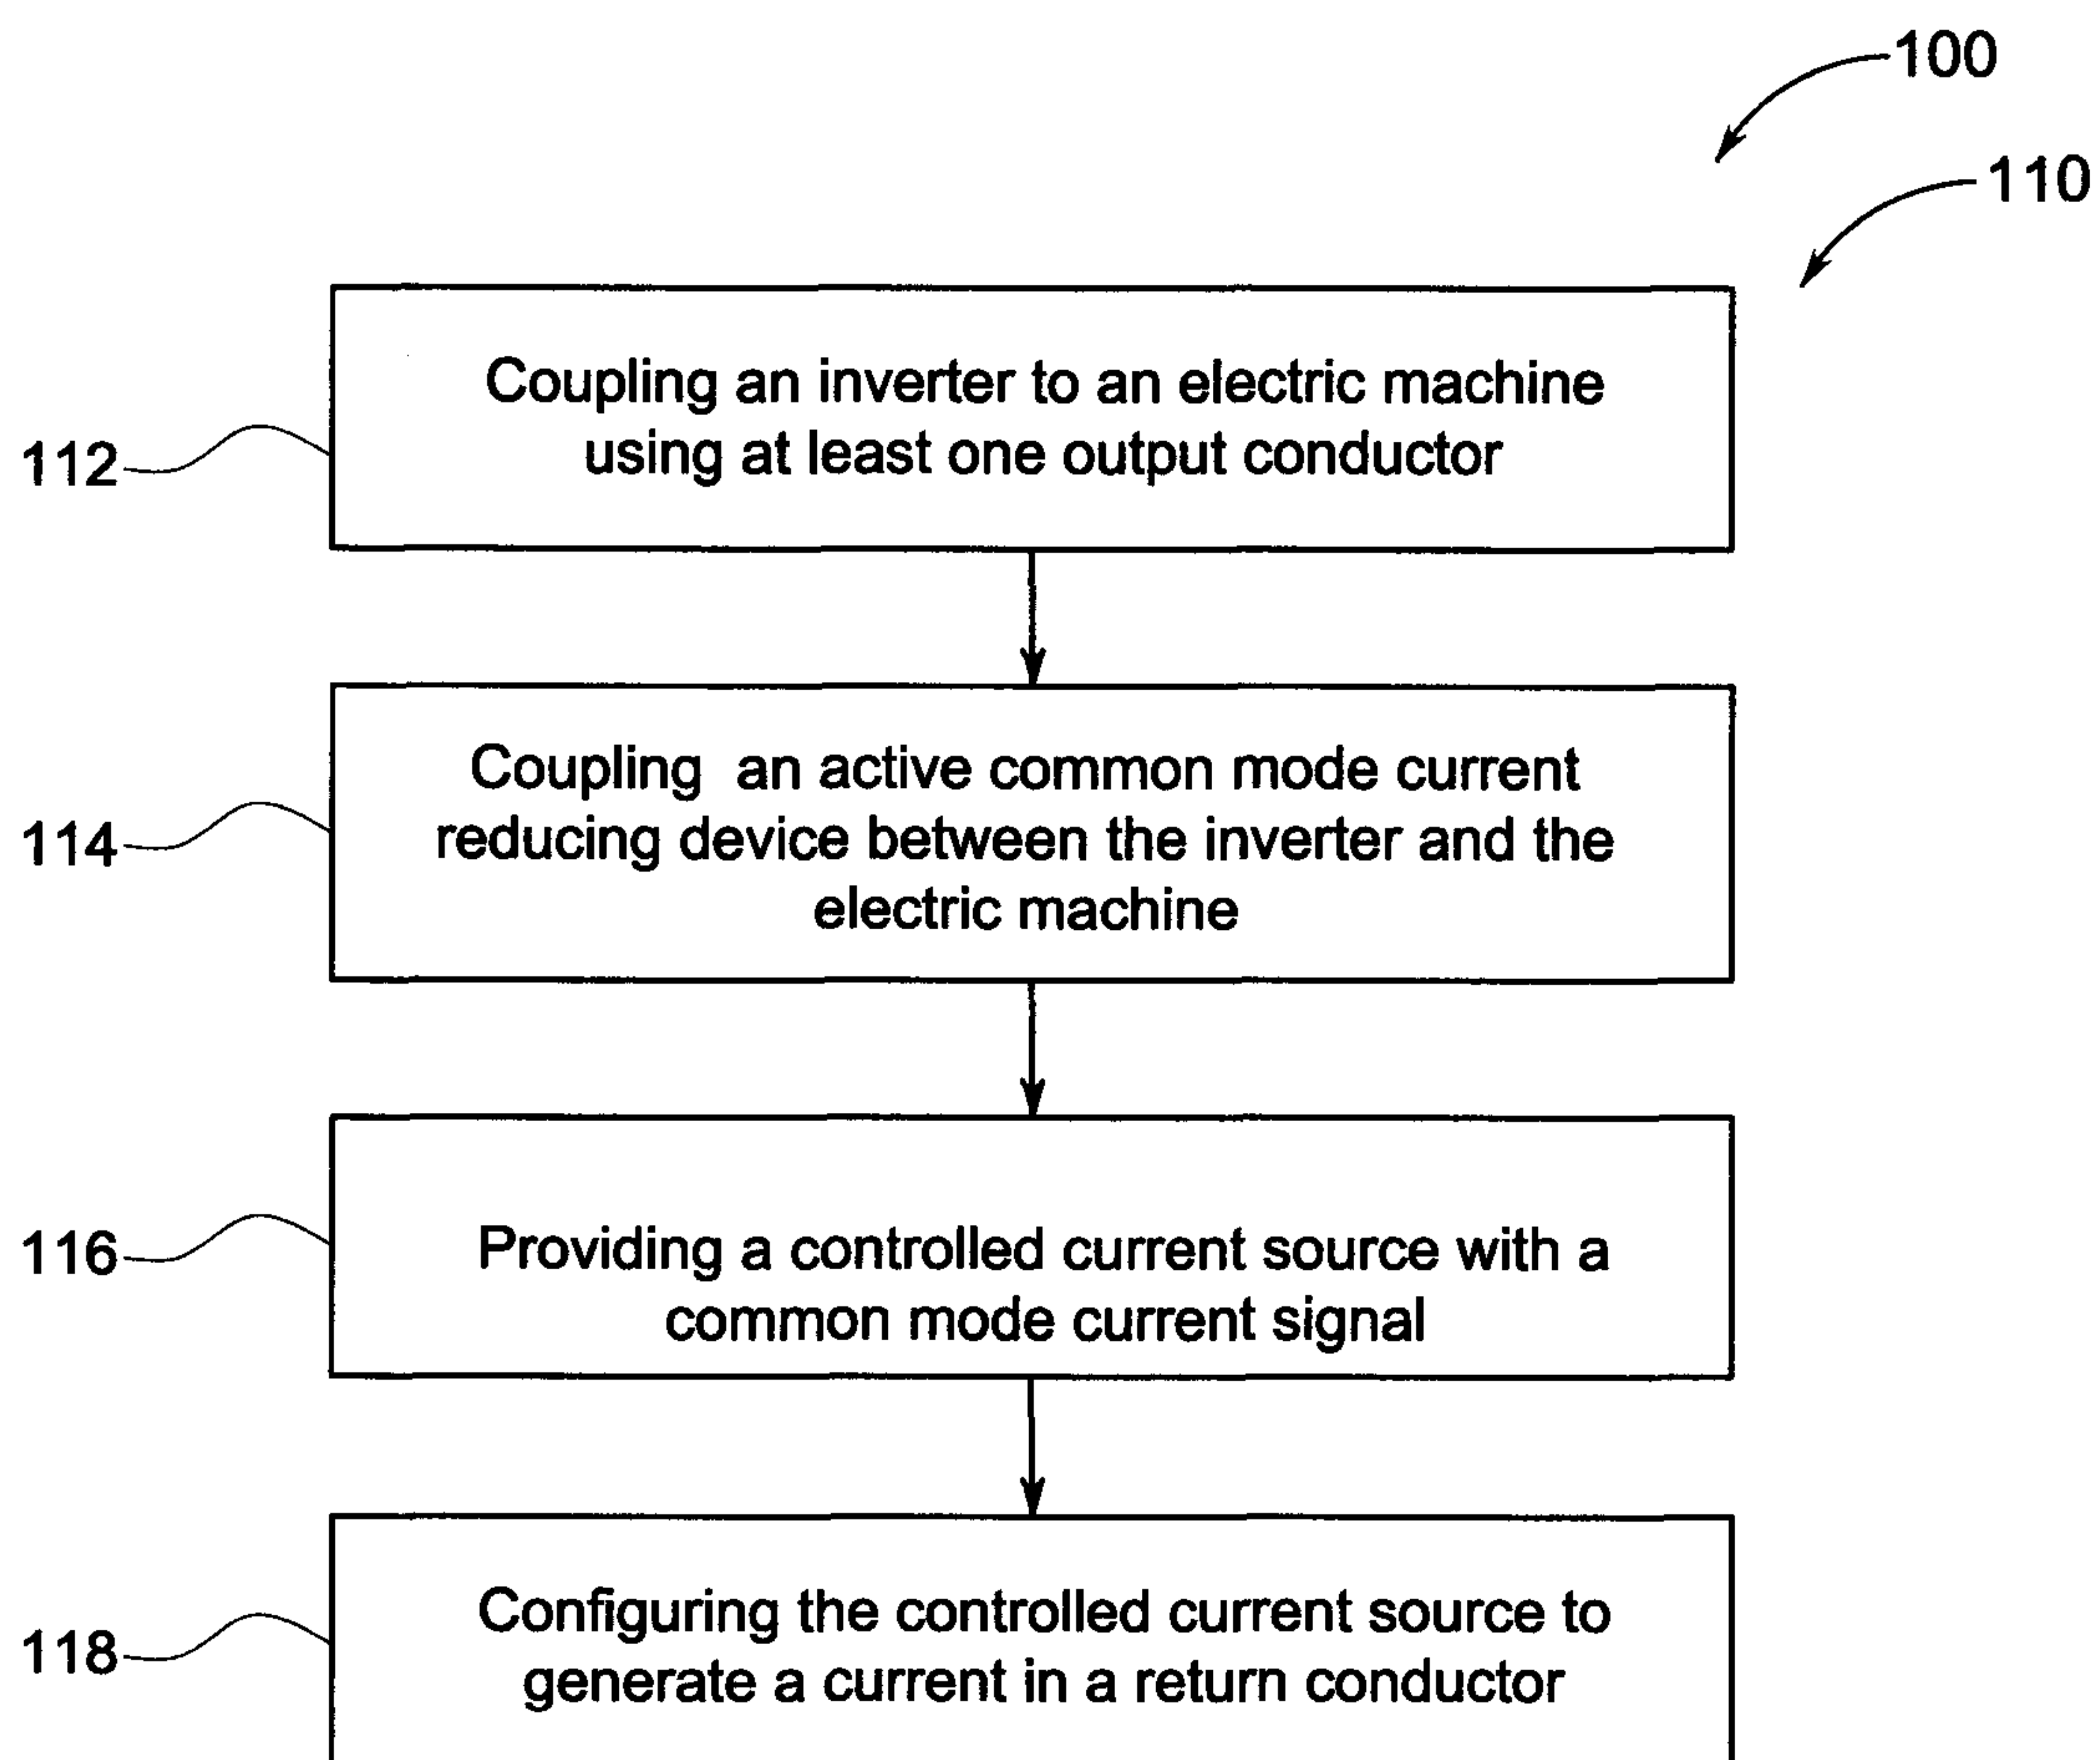 100
110
Coupling an inverter to an electric machine
using at least one output conductor
112
Coupling an active common mode current
reducing device between the inverter and the
electric machine
114
Providing a controlled current source with a
common mode current signal
116
Configuring the controlled current source to
generate a current in a return conductor
118